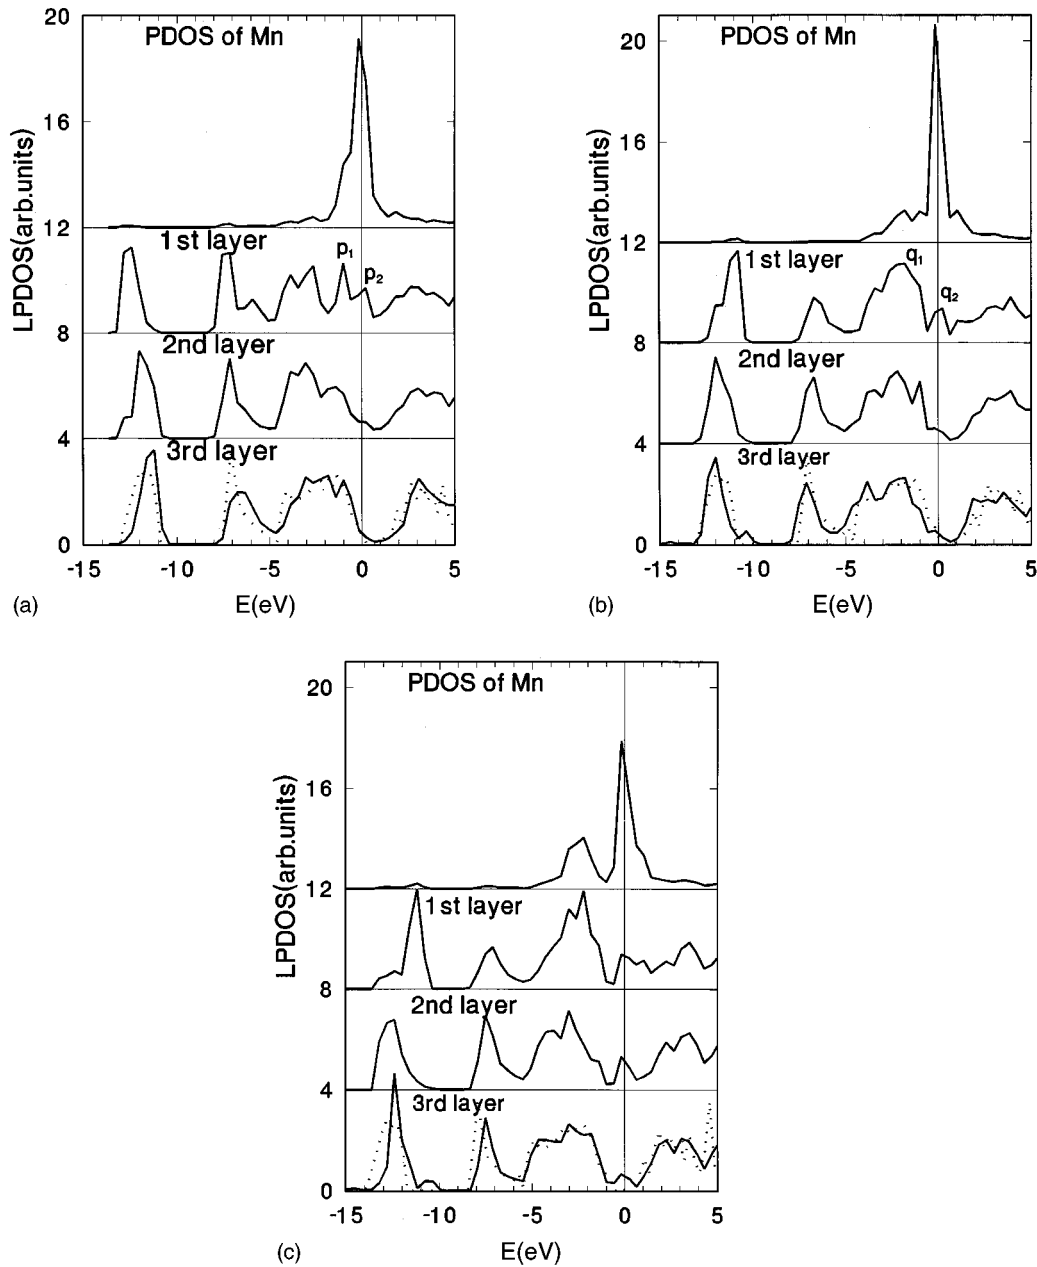 20
PDOS of Mn
16
12
1st layer
p1
p2
8
2nd layer
4
3rd layer
0
-15 -10 -5 0 5
E(eV)
LPDOS(arb.units)
(a)
20
PDOS of Mn
16
12
1st layer
q1
q2
8
2nd layer
4
3rd layer
0
-15 -10 -5 0 5
E(eV)
LPDOS(arb.units)
(b)
20
PDOS of Mn
16
12
1st layer
8
2nd layer
4
3rd layer
0
-15 -10 -5 0 5
E(eV)
LPDOS(arb.units)
(c)